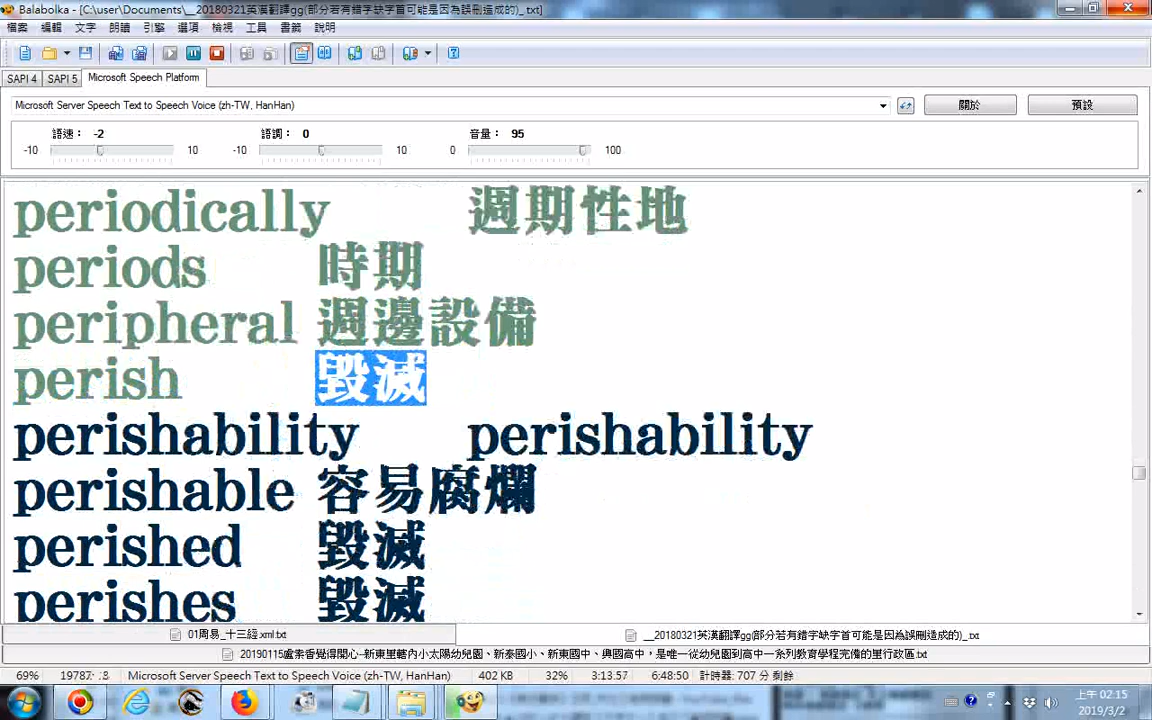 Balabolka - [C:\user\Documents\__20180321英漢翻譯gg(部分若有錯字缺字首可能是因為誤刪造成的)_.txt]
檔案 編輯 文字 朗讀 引擎 選項 檢視 工具 書籤 說明
SAPI 4 SAPI 5 Microsoft Speech Platform
Microsoft Server Speech Text to Speech Voice (zh-TW, HanHan) 關於 預設
語速： -2 語調： 0 音量： 95
-10 10 -10 10 0 100
periodically 週期性地
periods 時期
peripheral 週邊設備
perish 毀滅
perishability perishability
perishable 容易腐爛
perished 毀滅
perishes 毀滅
01周易_十三經.xml.txt __20180321英漢翻譯gg(部分若有錯字缺字首可能是因為誤刪造成的)_.txt
20190115盧素香覺得開心-新東里轄內小太陽幼兒園、新泰國小、新東國中、興國高中，是唯一從幼兒園到高中一系列教育學程完備的里行政區.txt
69% Microsoft Server Speech Text to Speech Voice (zh-TW, HanHan) 402 KB 32% 3:13:57 6:48:50 計時器: 707 分 剩餘
上午 02:15
2019/3/2